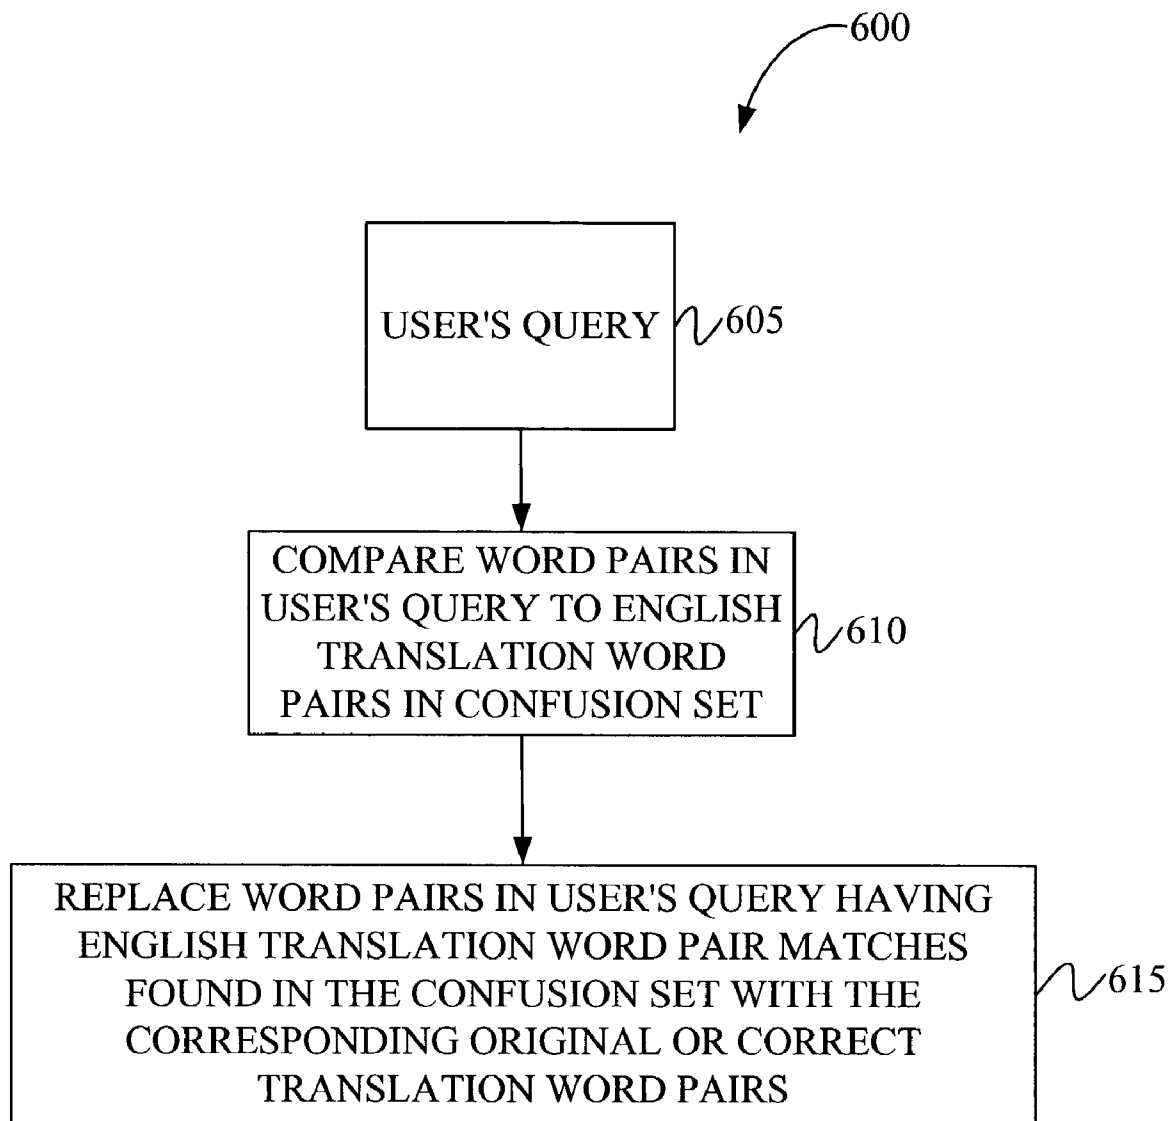 600
USER'S QUERY
605
COMPARE WORD PAIRS IN
USER'S QUERY TO ENGLISH
TRANSLATION WORD
PAIRS IN CONFUSION SET
610
REPLACE WORD PAIRS IN USER'S QUERY HAVING
ENGLISH TRANSLATION WORD PAIR MATCHES
FOUND IN THE CONFUSION SET WITH THE
CORRESPONDING ORIGINAL OR CORRECT
TRANSLATION WORD PAIRS
615